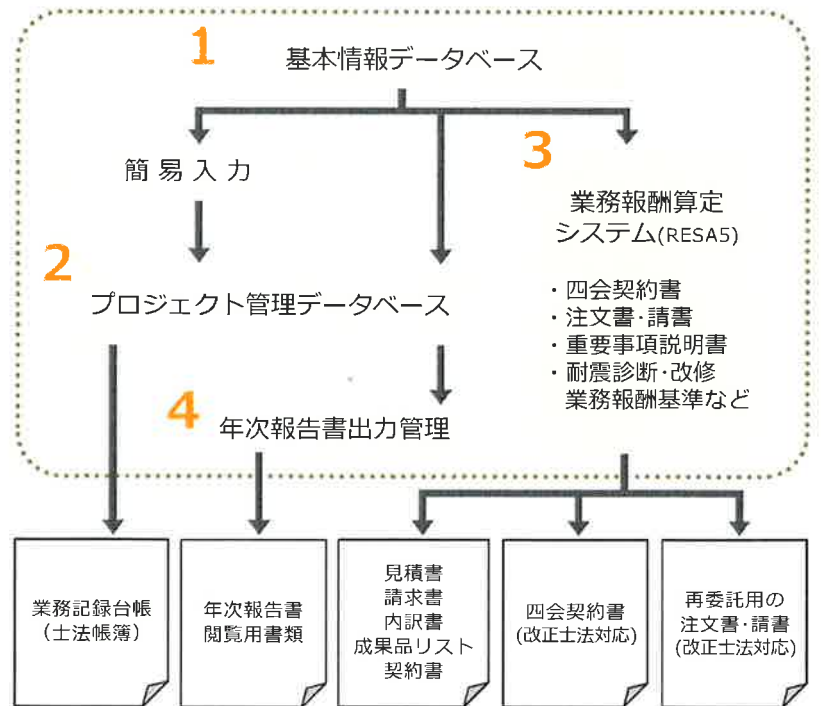 1
基本情報データベース
簡易入力
3
業務報酬算定
システム(RESA5)
・四会契約書
・注文書・請書
・重要事項説明書
・耐震診断・改修
業務報酬基準など
2
プロジェクト管理データベース
4
年次報告書出力管理
業務記録台帳
（士法帳簿）
年次報告書
閲覧用書類
見積書
請求書
内訳書
成果品リスト
契約書
四会契約書
(改正士法対応)
再委託用の
注文書・請書
(改正士法対応)